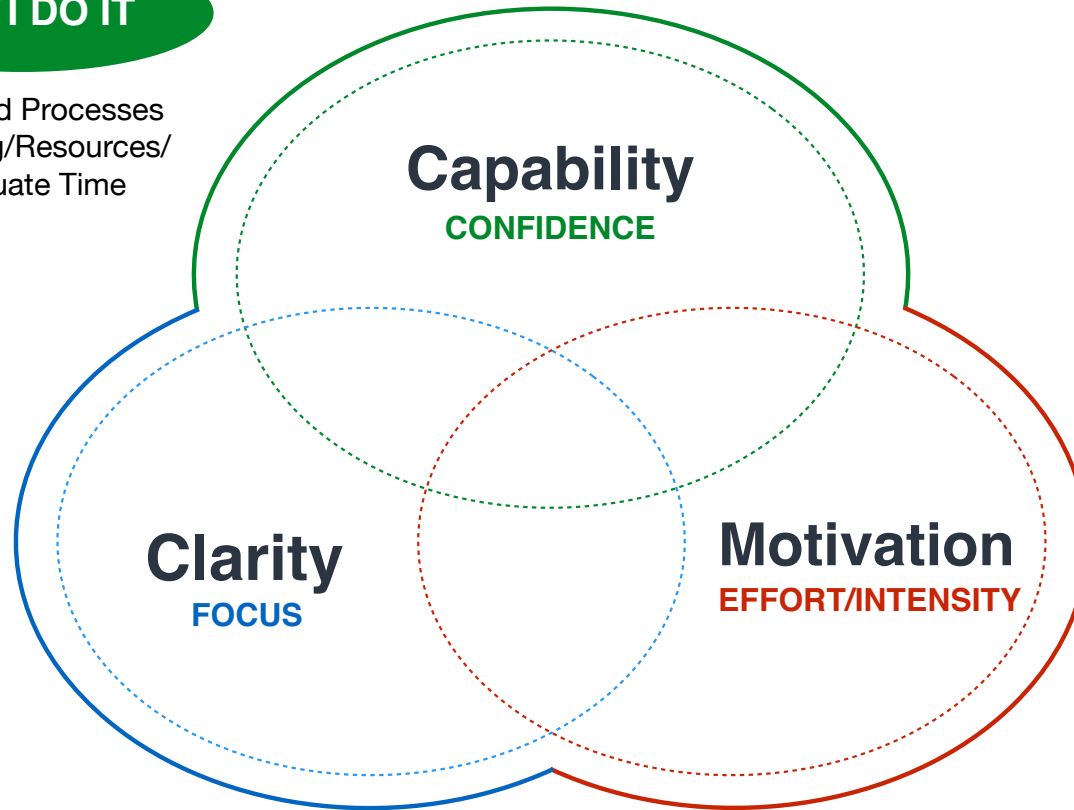 I DO IT
d Processes
g/Resources/
uate Time
Capability
CONFIDENCE
Clarity
FOCUS
Motivation
EFFORT/INTENSITY